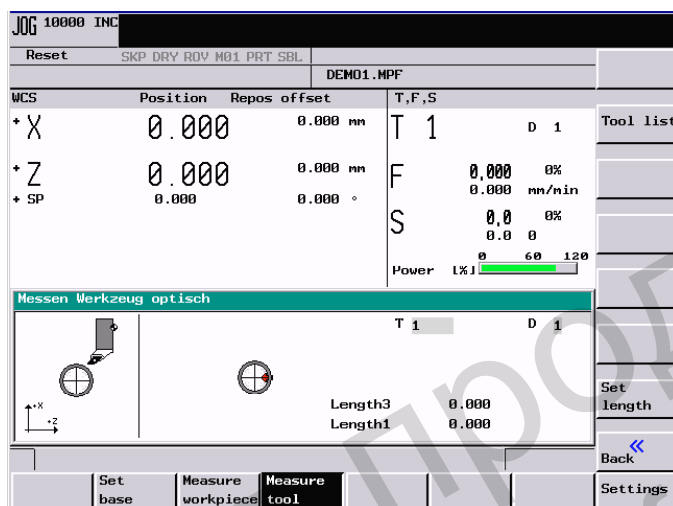 JOG 10000 INC
Reset SKP DRY ROV M01 PRT SBL
DEMO1.MPF
WCS Position Repos offset T,F,S
+X 0.000 0.000 mm T 1 D 1 Tool list
+Z 0.000 0.000 mm F 0,000 0%
0.000 mm/min
+ SP 0.000 0.000 °
S 0,0 0%
0.0 0
0 60 120
Power [%]
Messen Werkzeug optisch
T 1 D 1
+X
+Z
Length3 0.000
Length1 0.000
Set
length
«
Back
Set
base
Measure
workpiece
Measure
tool
Settings
прод